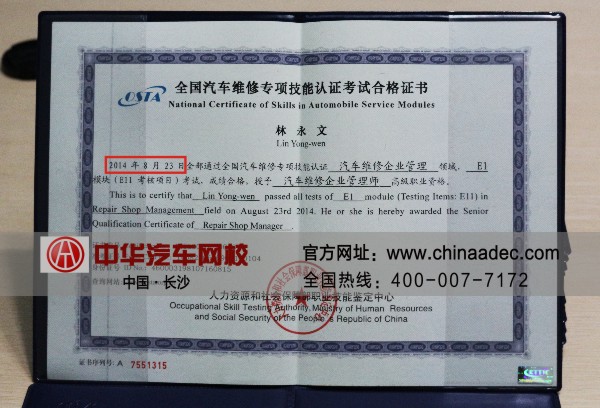 OSTA
全国汽车维修专项技能认证考试合格证书
National Certificate of Skills in Automobile Service Modules
林永文
Lin Yong-wen
2014 年 8 月 23 日全部通过全国汽车维修专项技能认证 汽车维修企业管理 领域, E1
模块(E11 考核项目)考试, 成绩合格。授予 汽车维修企业管理师 高级职业资格。
This is to certify that Lin Yong-wen passed all tests of E1 module (Testing Items: E11) in
Repair Shop Management field on August 23rd 2014. He or she is hereby awarded the Senior
Qualification Certificate of Repair Shop Manager .
中华汽车网校
中国·长沙
官方网址: www.chinaadec.com
全国热线: 400-007-7172
人力资源和社会保障部职业技能鉴定中心
Occupational Skill Testing Authority, Ministry of Human Resources
and Social Security of the People's Republic of China
证书序列号: A 7551315